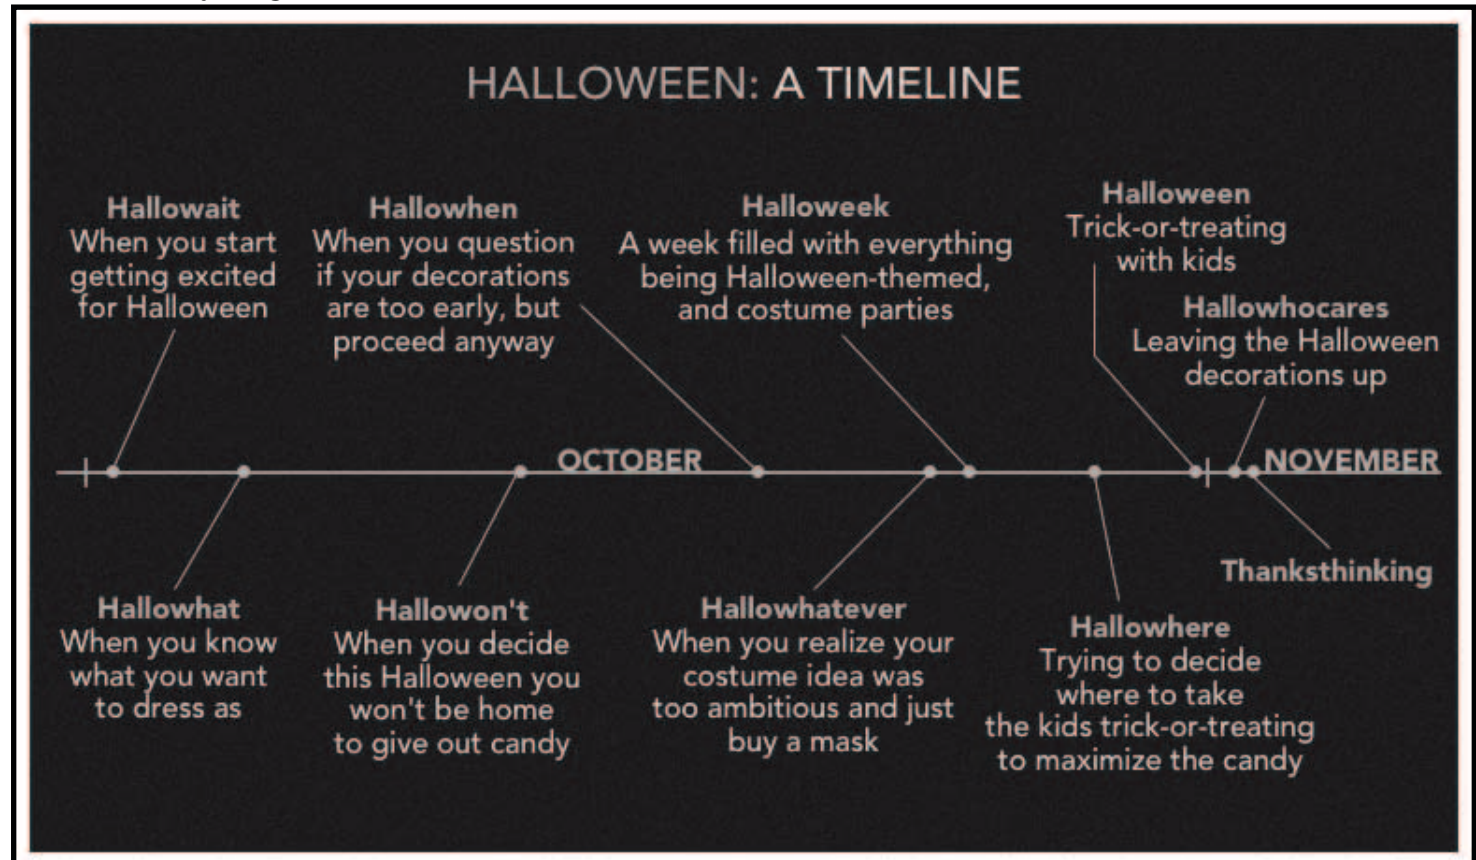 HALLOWEEN: A TIMELINE
Hallowait
When you start
getting excited
for Halloween
Hallowhen
When you question
if your decorations
are too early, but
proceed anyway
Halloweek
A week filled with everything
being Halloween-themed,
and costume parties
Halloween
Trick-or-treating
with kids
Hallowhocares
Leaving the Halloween
decorations up
OCTOBER
NOVEMBER
Hallowhat
When you know
what you want
to dress as
Hallowon't
When you decide
this Halloween you
won't be home
to give out candy
Hallowhatever
When you realize your
costume idea was
too ambitious and just
buy a mask
Hallowhere
Trying to decide
where to take
the kids trick-or-treating
to maximize the candy
Thanksthinking